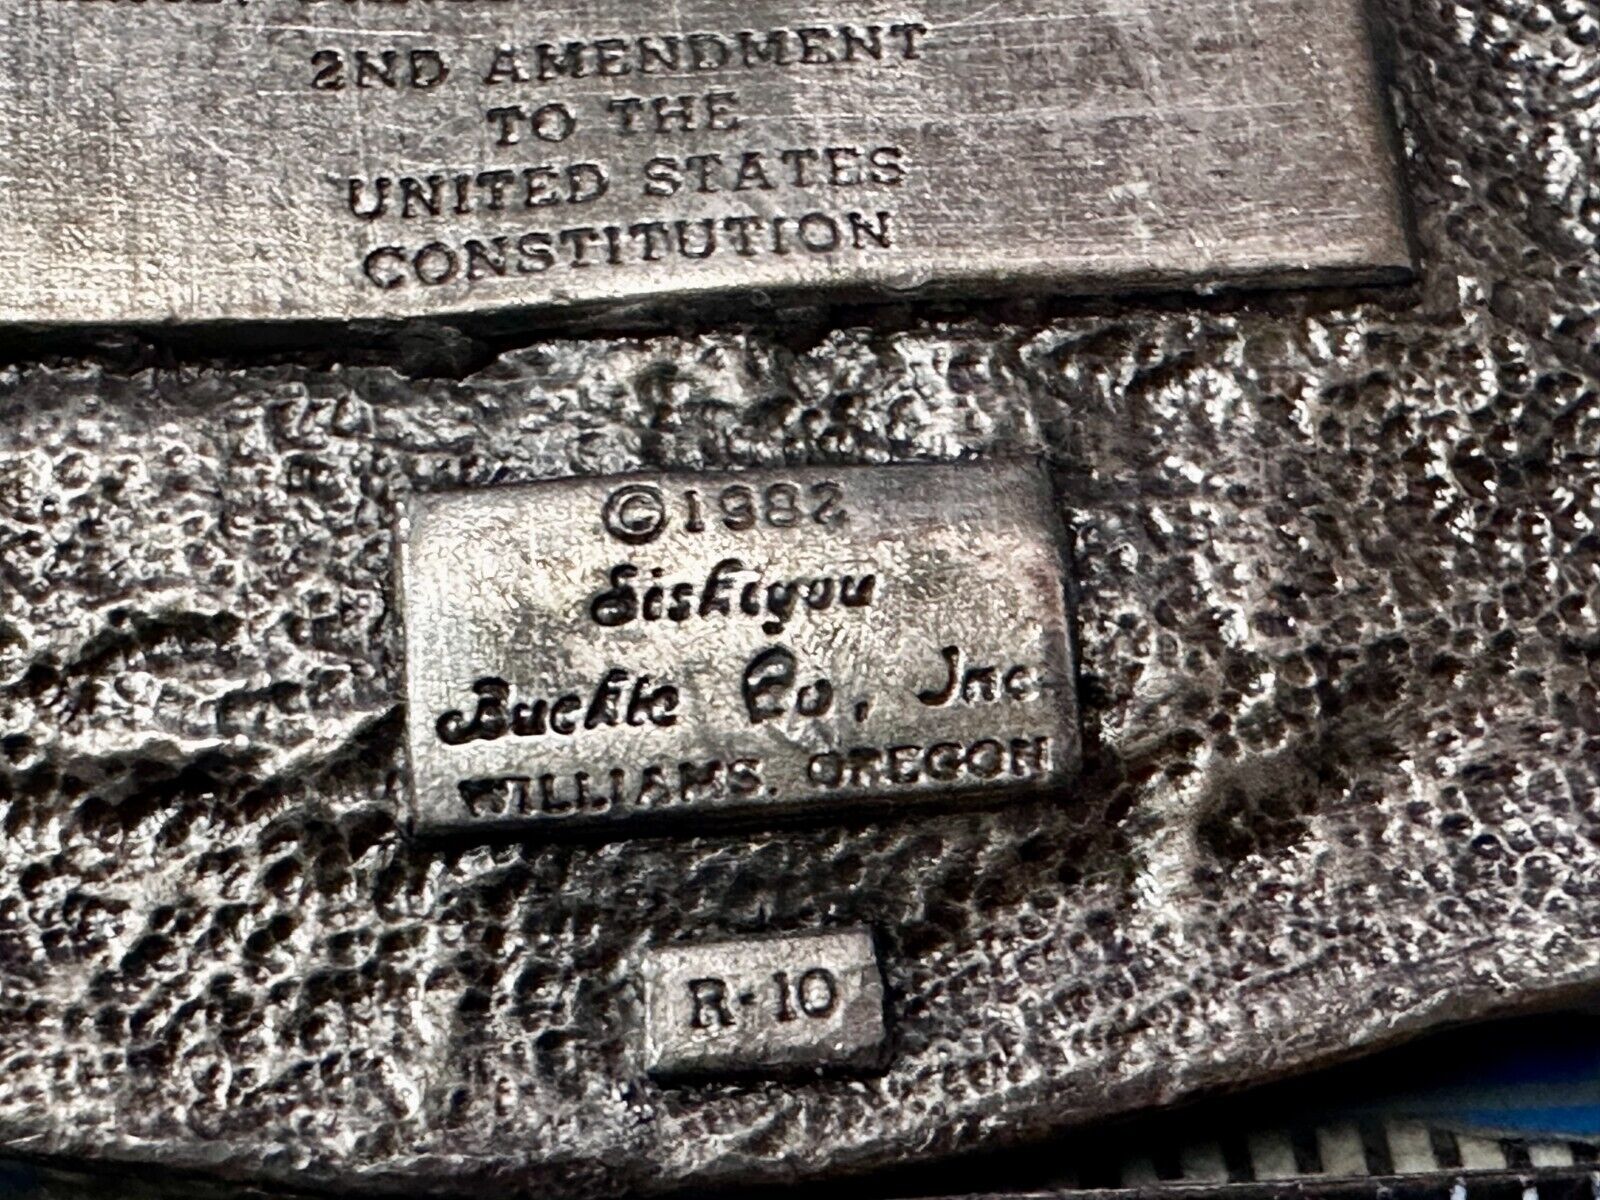 2ND AMENDMENT
TO THE
UNITED STATES
CONSTITUTION
©1982
Siskiyou
Buckle Co, Inc
WILLIAMS. OREGON
R-10